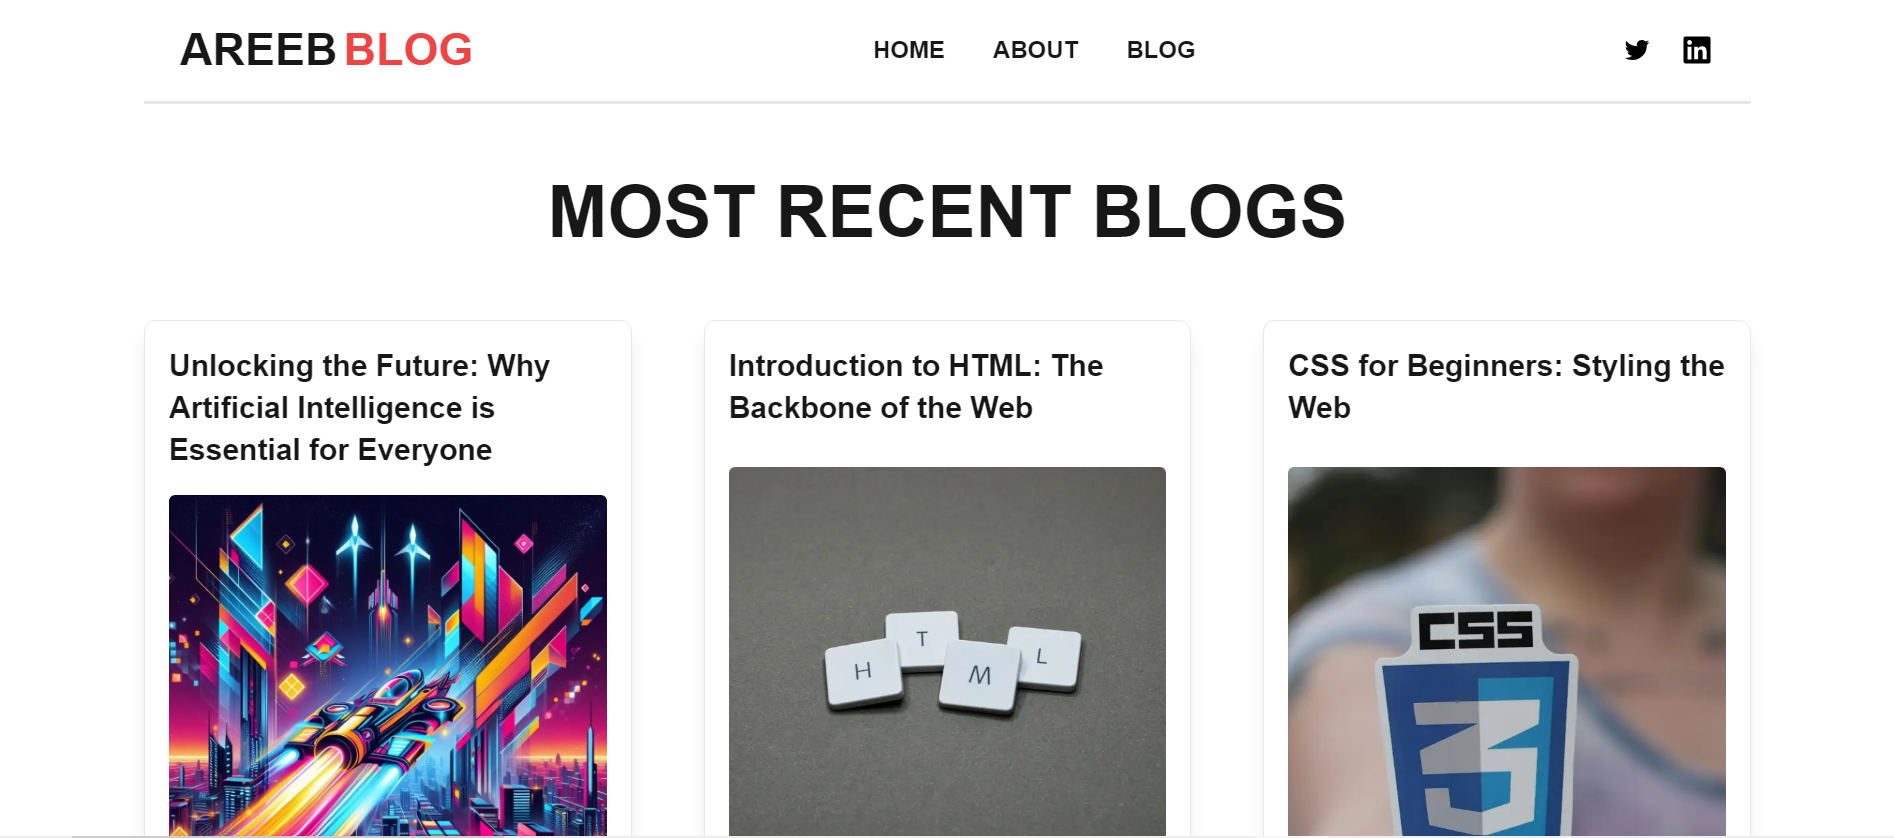 AREEB BLOG
HOME
ABOUT
BLOG
in
MOST RECENT BLOGS
Unlocking the Future: Why
Artificial Intelligence is
Essential for Everyone
Introduction to HTML: The
Backbone of the Web
CSS for Beginners: Styling the
Web
H
T
M
L
CSS
3